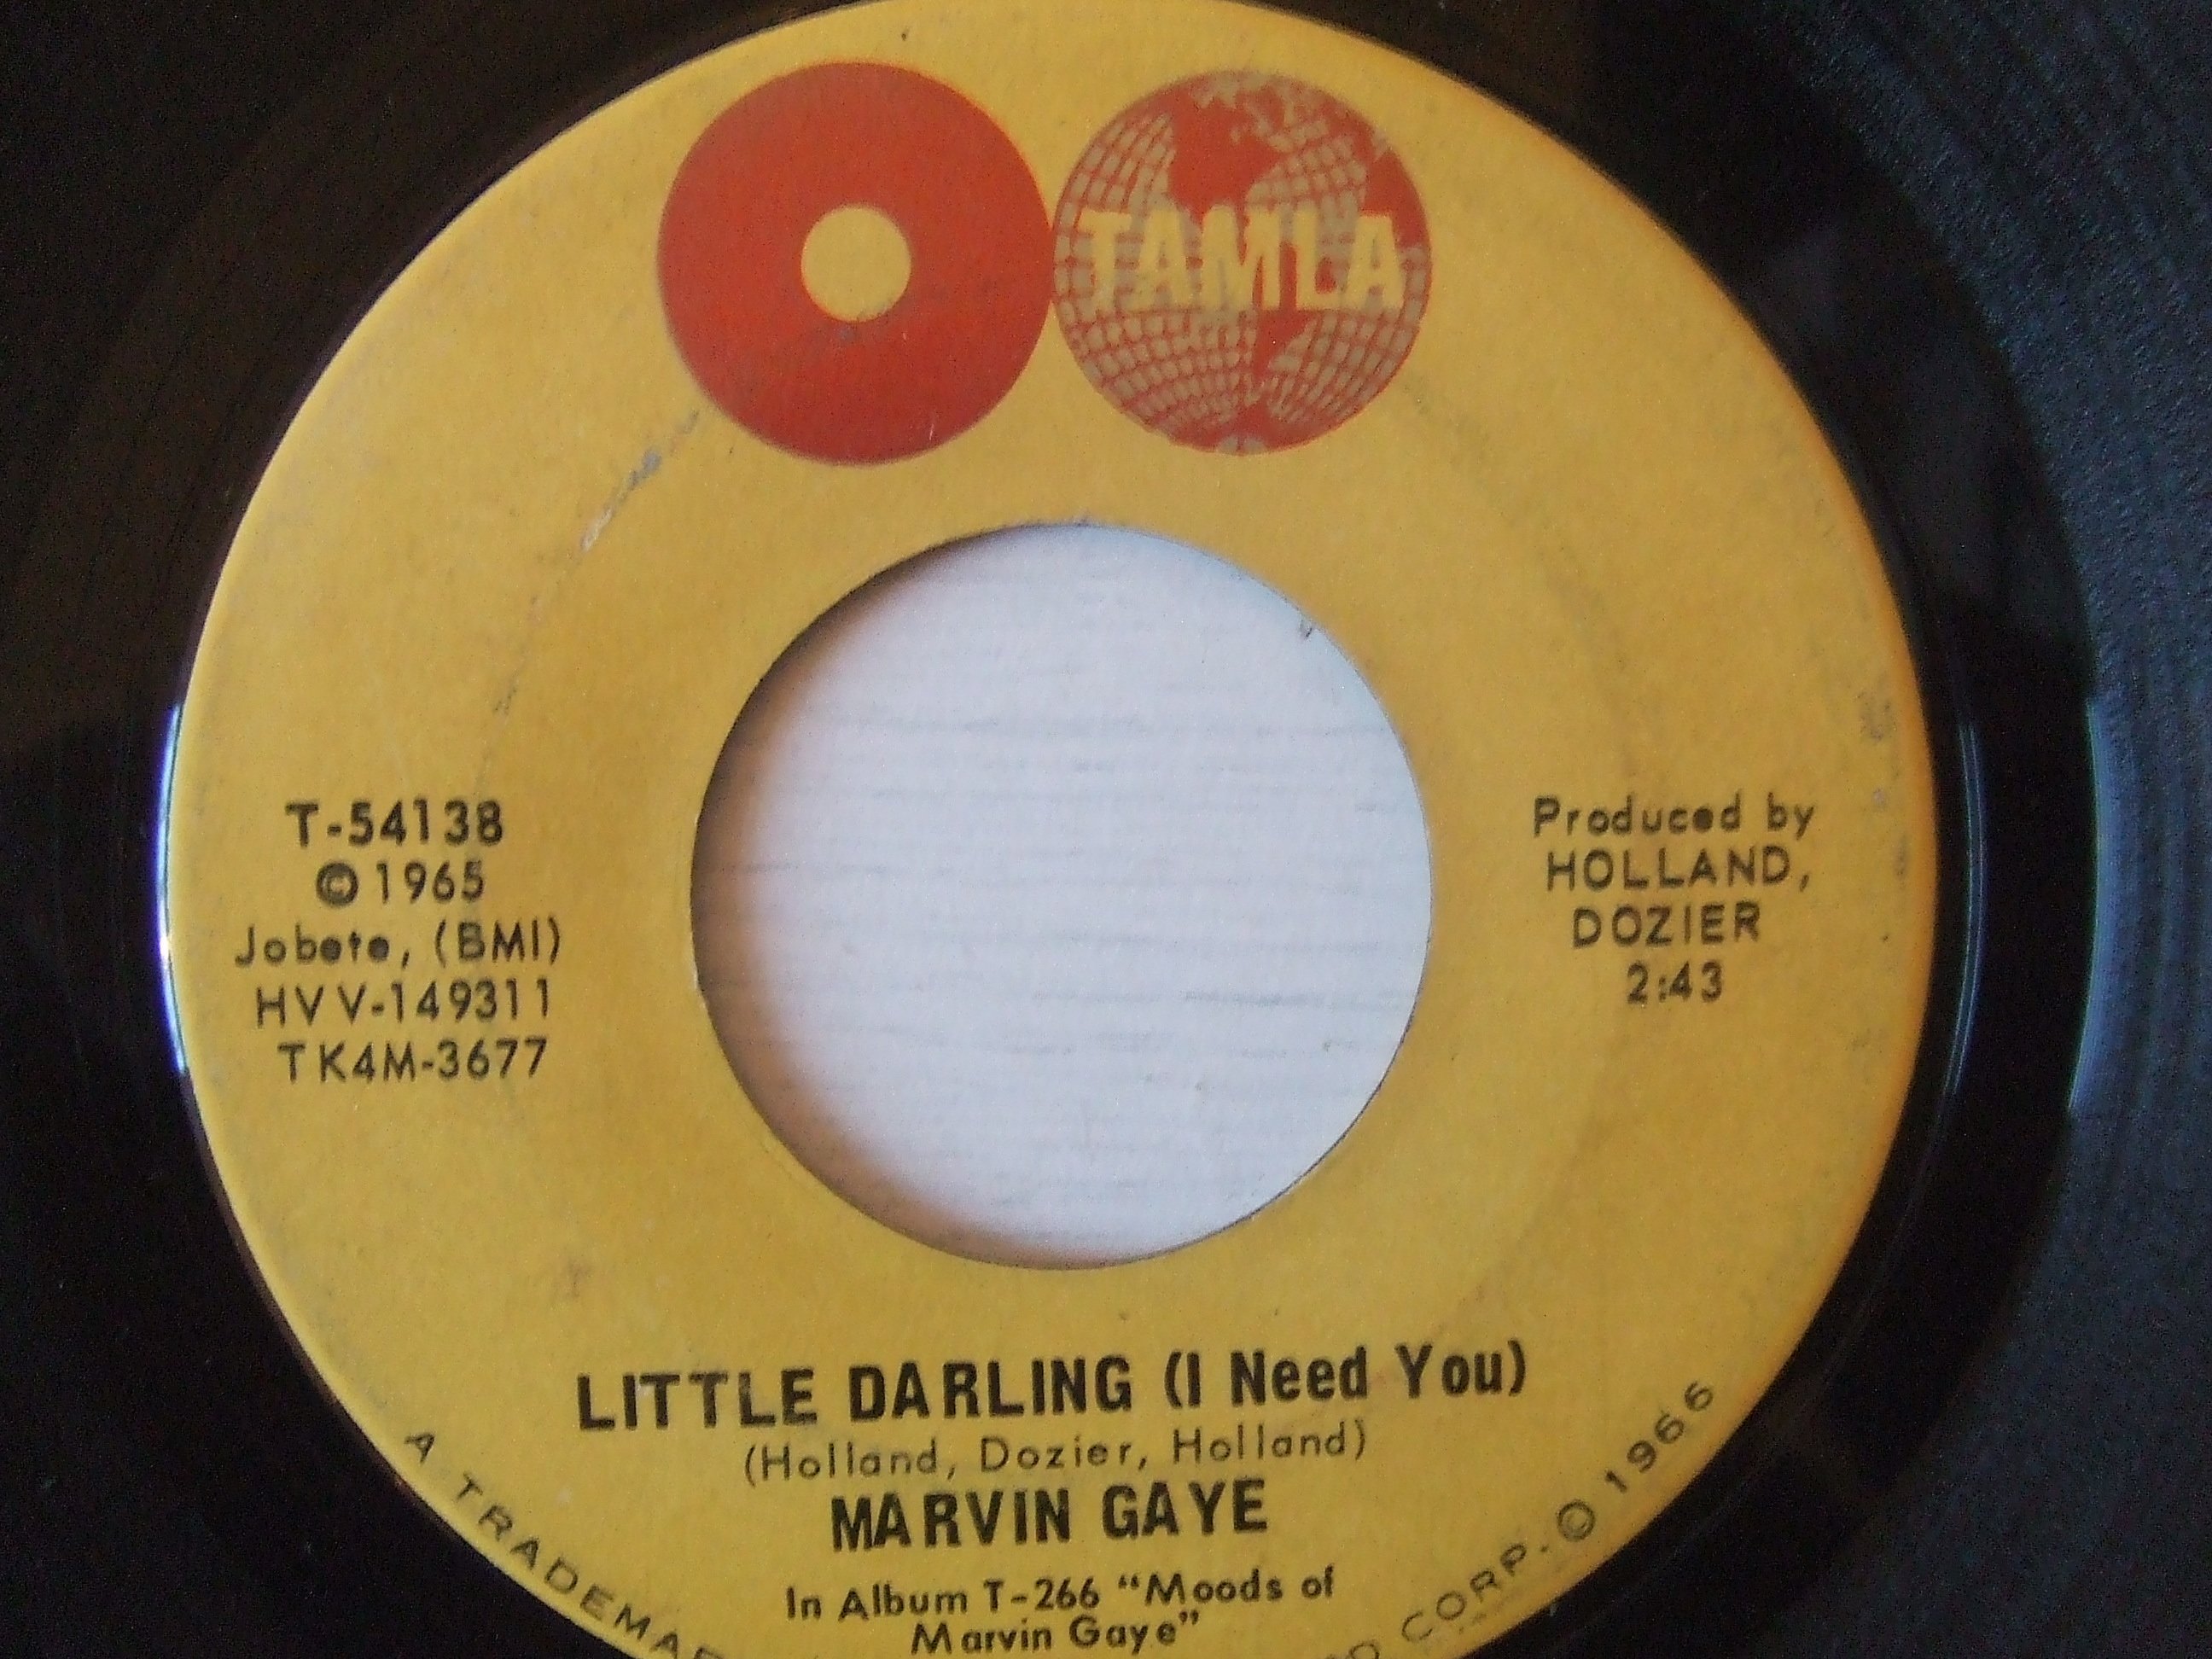 TAMLA
T-54138
© 1965
Jobete, (BMI)
HVV-149311
TK4M-3677
Produced by
HOLLAND,
DOZIER
2:43
LITTLE DARLING (I Need You)
(Holland, Dozier, Holland)
MARVIN GAYE
In Album T-266 "Moods of
Marvin Gaye"
A TRADEMAR
CORP. © 1966